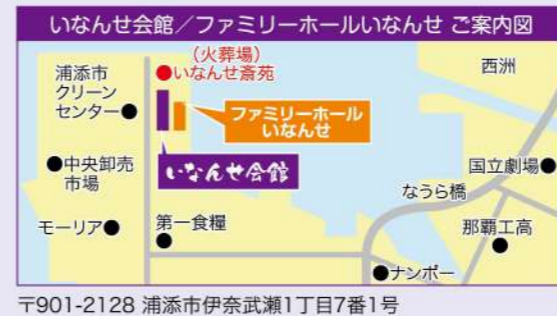 いなんせ会館／ファミリーホールいなんせ ご案内図
（火葬場）
いなんせ斎苑
西洲
浦添市
クリーン
センター
ファミリーホール
いなんせ
いなんせ会館
中央卸売
市場
国立劇場
なうら橋
モーリア
第一食糧
那覇工高
ナンポー
〒901-2128 浦添市伊奈武瀬1丁目7番1号